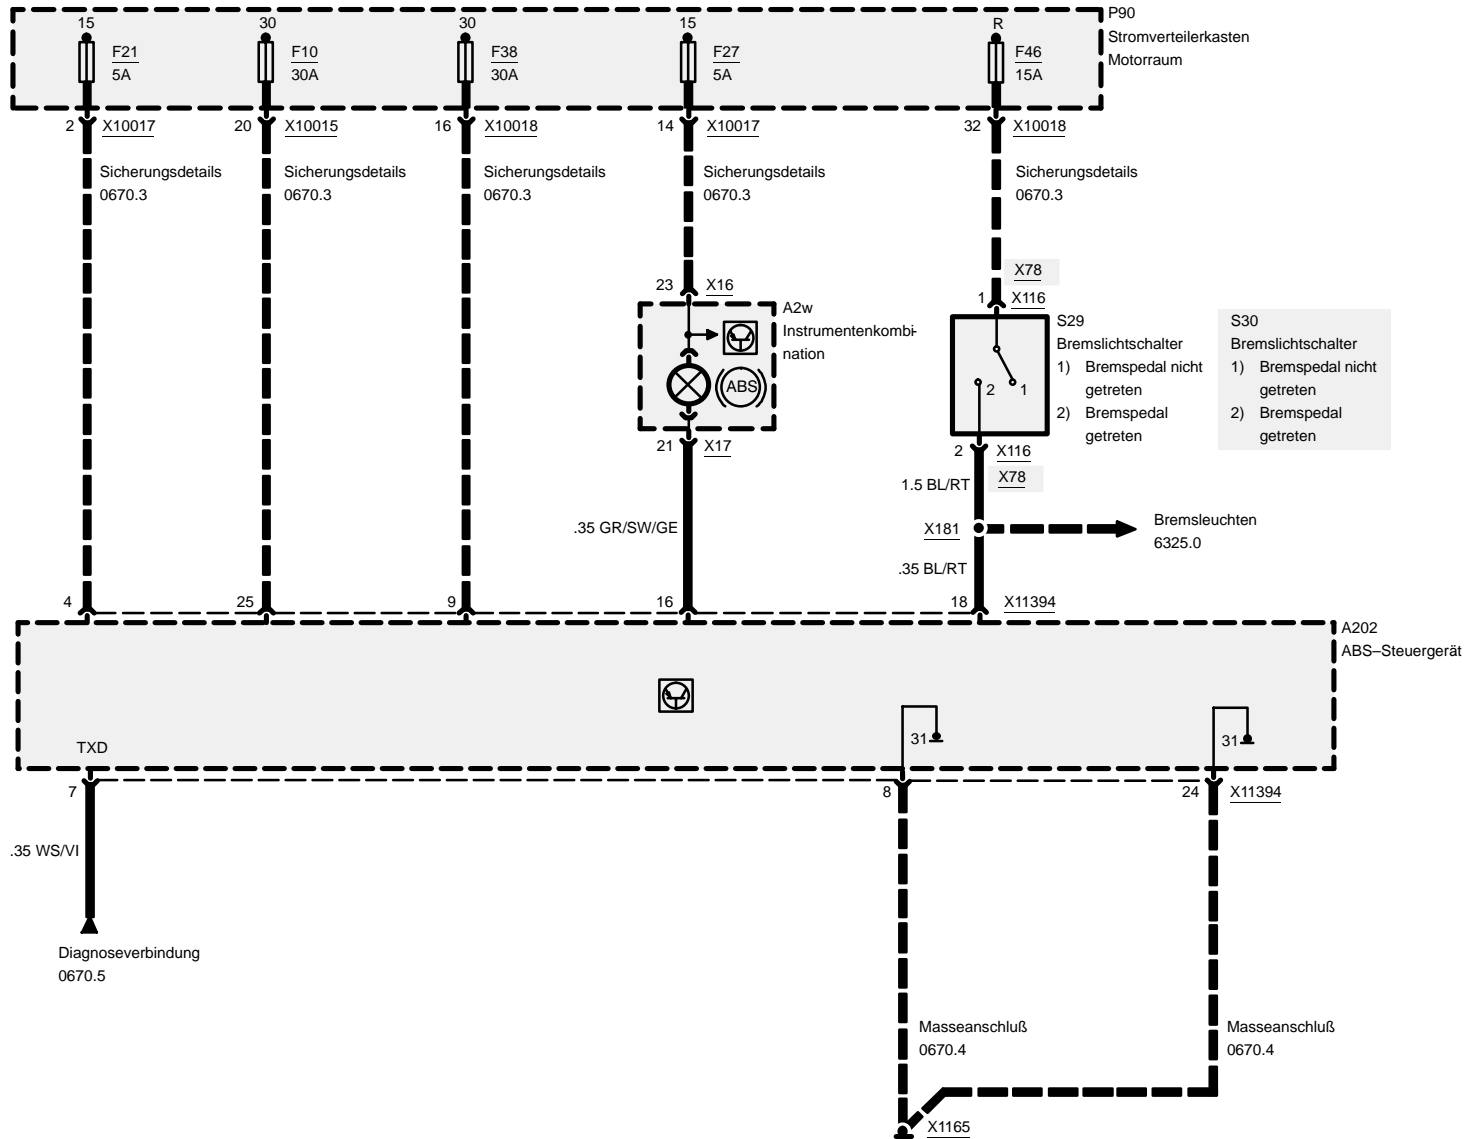 P90
Stromverteilerkasten
Motorraum
15
30
30
15
R
F21
5A
F10
30A
F38
30A
F27
5A
F46
15A
2
X10017
20
X10015
16
X10018
14
X10017
32
X10018
Sicherungsdetails
0670.3
Sicherungsdetails
0670.3
Sicherungsdetails
0670.3
Sicherungsdetails
0670.3
Sicherungsdetails
0670.3
23
X16
X78
1
X116
A2w
Instrumentenkombi-
nation
ABS
21
X17
S29
Bremslichtschalter
1) Bremspedal nicht
getreten
2) Bremspedal
getreten
S30
Bremslichtschalter
1) Bremspedal nicht
getreten
2) Bremspedal
getreten
2
1
2
X116
X78
1.5 BL/RT
.35 GR/SW/GE
X181
Bremsleuchten
6325.0
.35 BL/RT
4
25
9
16
18
X11394
A202
ABS–Steuergerät
TXD
31
31
7
8
24
X11394
.35 WS/VI
Diagnoseverbindung
0670.5
Masseanschluß
0670.4
Masseanschluß
0670.4
X1165